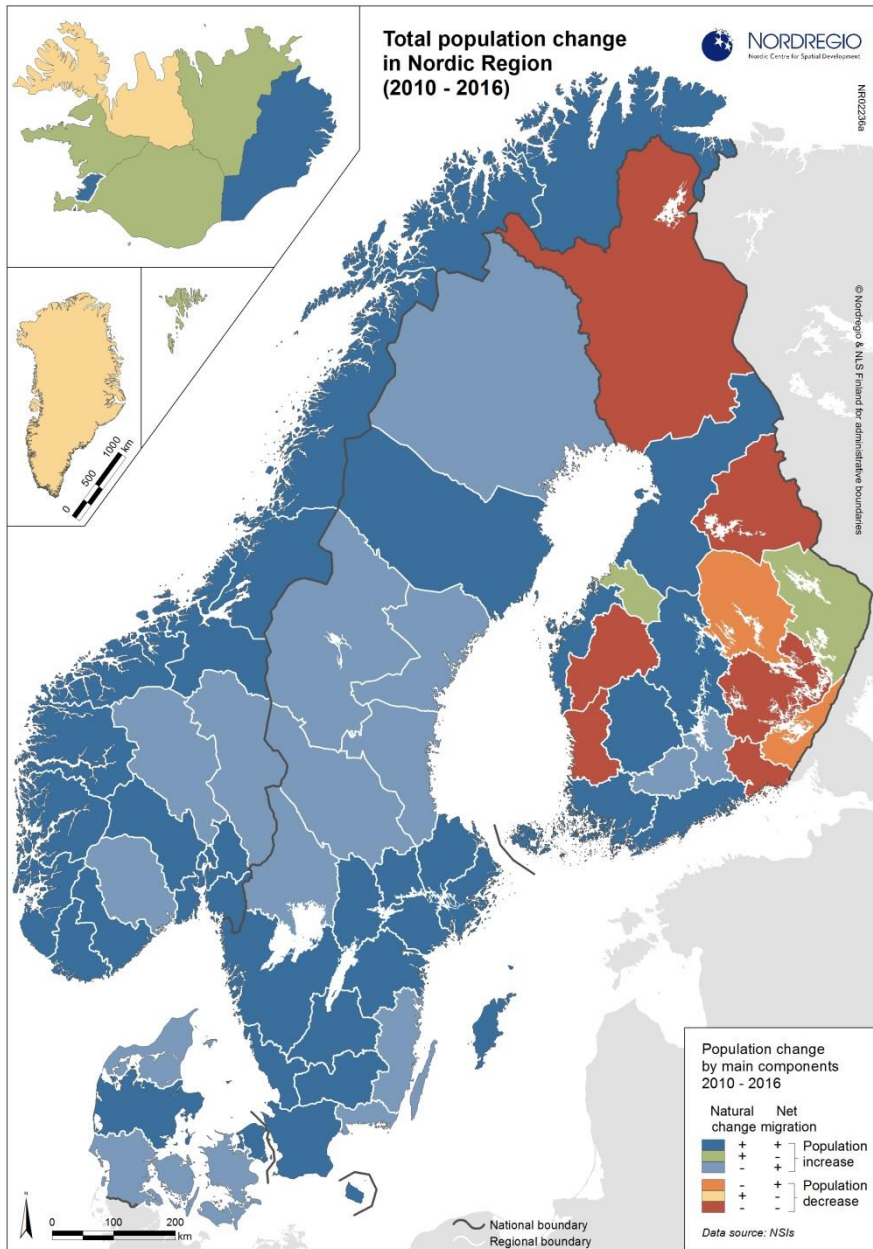 Total population change
in Nordic Region
(2010 - 2016)
NORDREGIO
Nordic Centre for Spatial Development
NR02236a
© Nordregio & NLS Finland for administrative boundaries
0 500 1000
km
Population change
by main components
2010 - 2016
Natural Net
change migration
+ + Population
+ - increase
- +
- + Population
+ - decrease
- -
Data source: NSIs
N
0 100 200
km
National boundary
Regional boundary